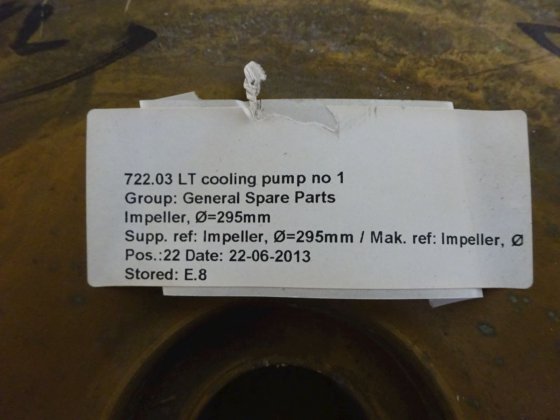 722.03 LT cooling pump no 1
Group: General Spare Parts
Impeller, Ø=295mm
Supp. ref: Impeller, Ø=295mm / Mak. ref: Impeller, Ø
Pos.:22 Date: 22-06-2013
Stored: E.8